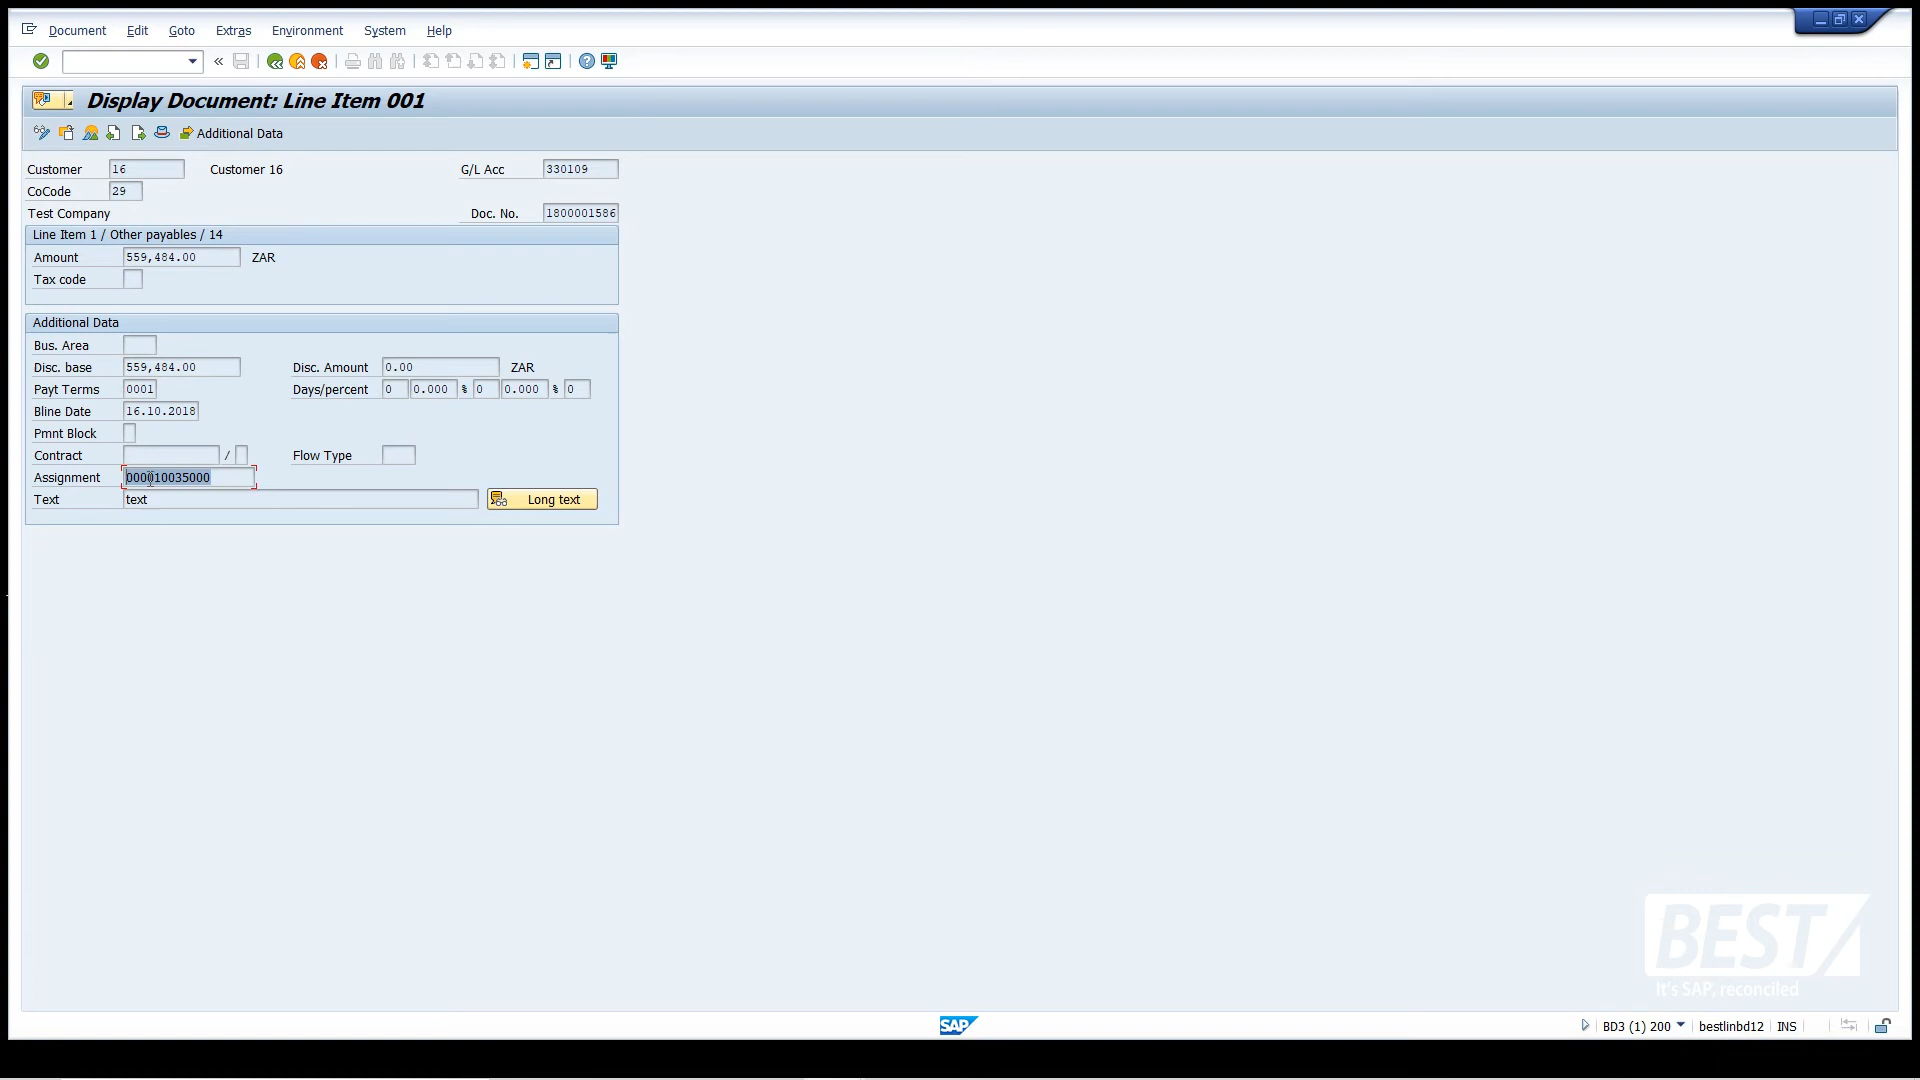 Document Edit Goto Extras Environment System Help
Display Document: Line Item 001
Additional Data
Customer 16 Customer 16 G/L Acc 330109
CoCode 29
Test Company Doc. No. 1800001586
Line Item 1 / Other payables / 14
Amount 559,484.00 ZAR
Tax code
Additional Data
Bus. Area
Disc. base 559,484.00 Disc. Amount 0.00 ZAR
Payt Terms 0001 Days/percent 0 0.000 % 0 0.000 % 0
Bline Date 16.10.2018
Pmnt Block
Contract / Flow Type
Assignment 000010035000
Text text Long text
BEST
It's SAP, reconciled
SAP BD3 (1) 200 bestlinbd12 INS